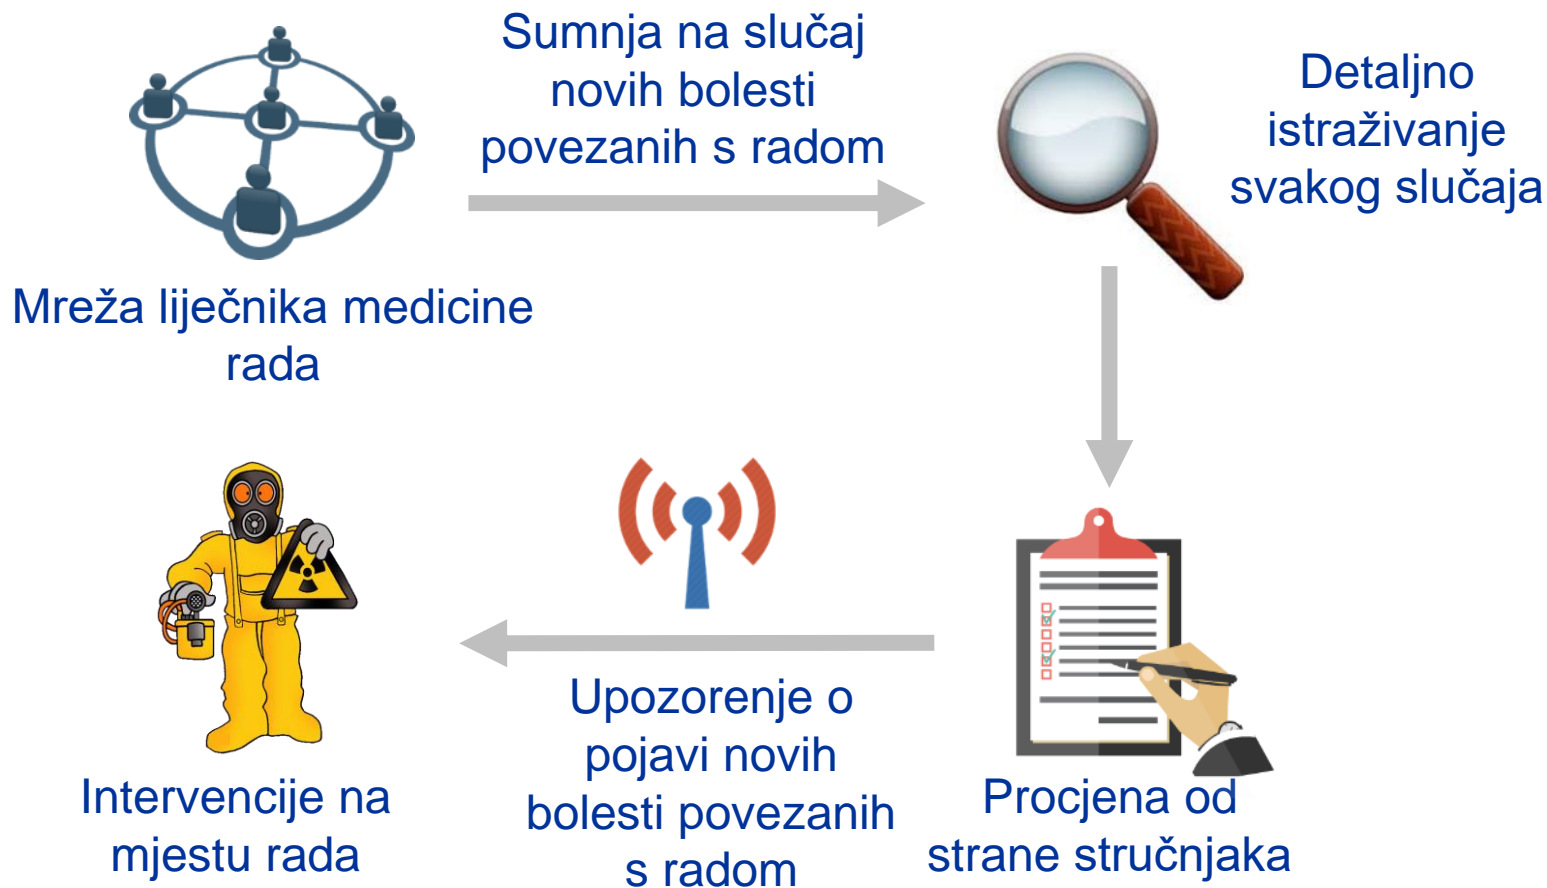 Sumnja na slučaj
novih bolesti
povezanih s radom
Detaljno
istraživanje
svakog slučaja
Mreža liječnika medicine
rada
Intervencije na
mjestu rada
Upozorenje o
pojavi novih
bolesti povezanih
s radom
Procjena od
strane stručnjaka